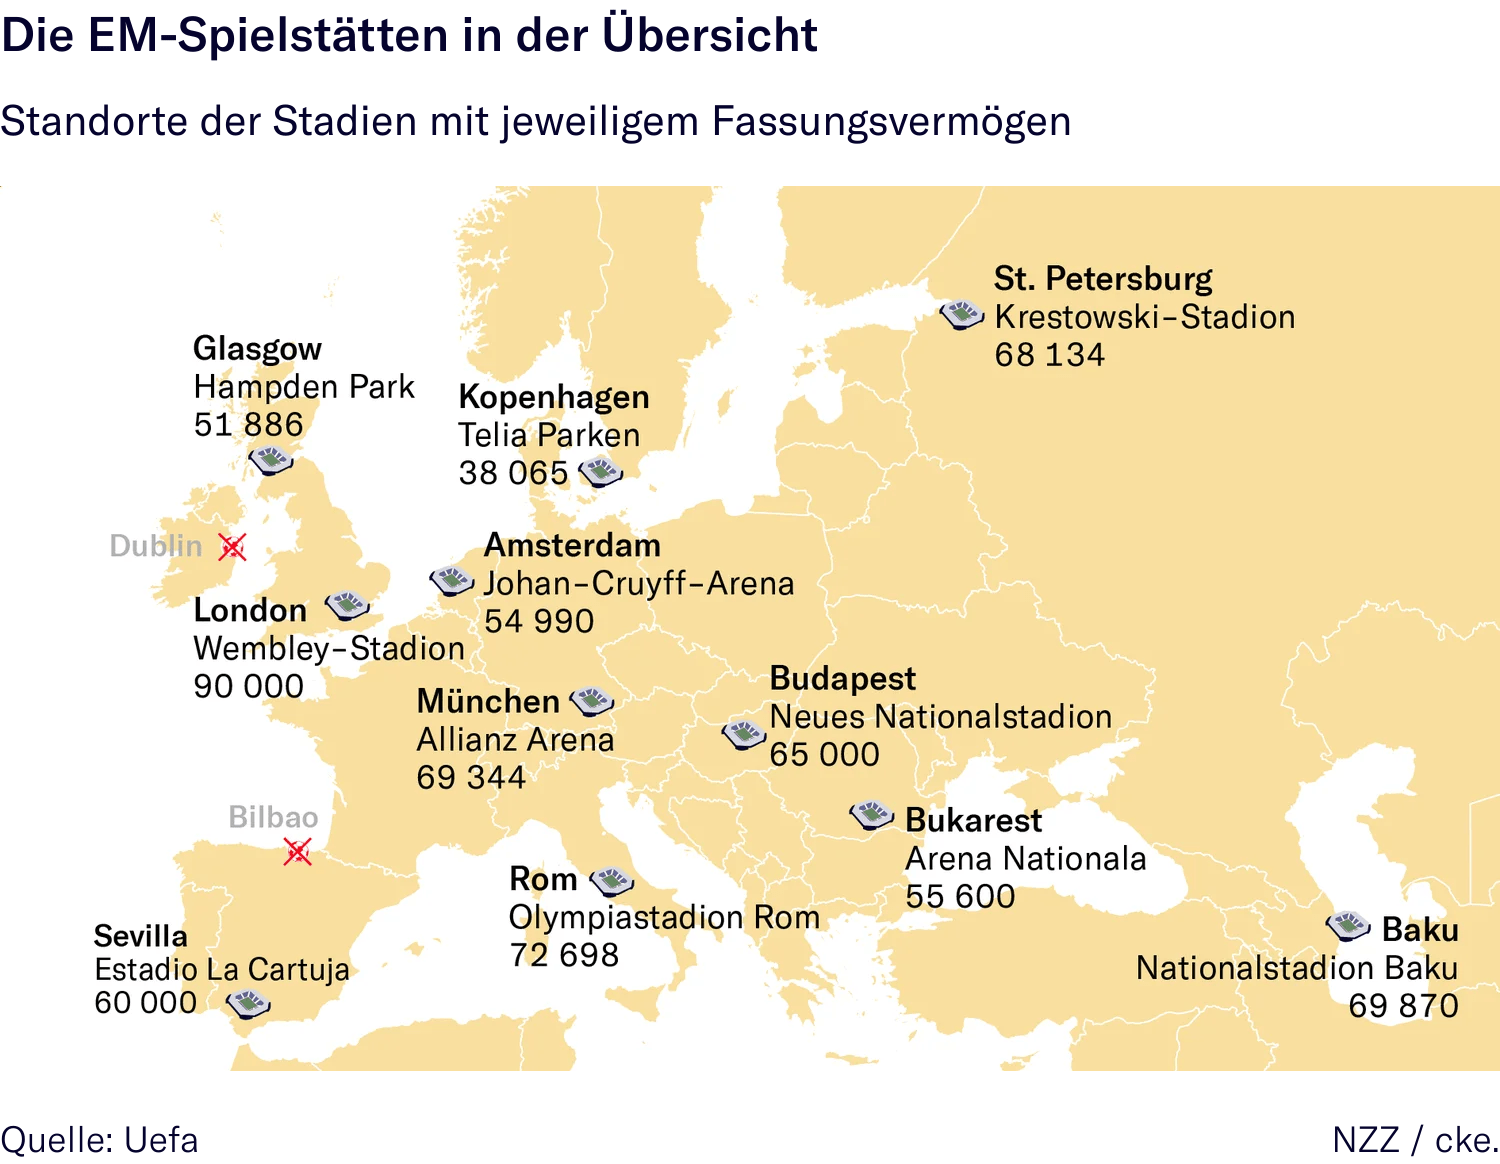 Die EM-Spielstätten in der Übersicht
Standorte der Stadien mit jeweiligem Fassungsvermögen
St. Petersburg
Krestowski-Stadion
68 134
Glasgow
Hampden Park
51 886
Kopenhagen
Telia Parken
38 065
Dublin
Amsterdam
Johan-Cruyff-Arena
54 990
London
Wembley-Stadion
90 000
München
Allianz Arena
69 344
Budapest
Neues Nationalstadion
65 000
Bilbao
Bukarest
Arena Nationala
55 600
Rom
Olympiastadion Rom
72 698
Sevilla
Estadio La Cartuja
60 000
Baku
Nationalstadion Baku
69 870
Quelle: Uefa
NZZ / cke.